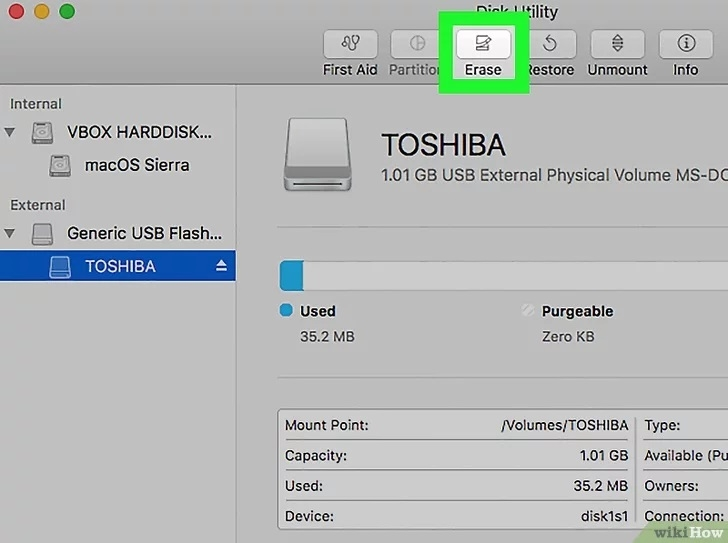 Disk Utility
First Aid
Partition
Erase
Restore
Unmount
Info
Internal
VBOX HARDDISK...
macOS Sierra
External
Generic USB Flash...
TOSHIBA
TOSHIBA
1.01 GB USB External Physical Volume MS-DO
Used
35.2 MB
Purgeable
Zero KB
Mount Point: /Volumes/TOSHIBA Type:
Capacity: 1.01 GB Available (Pu
Used: 35.2 MB Owners:
Device: disk1s1 Connection:
wikiHow